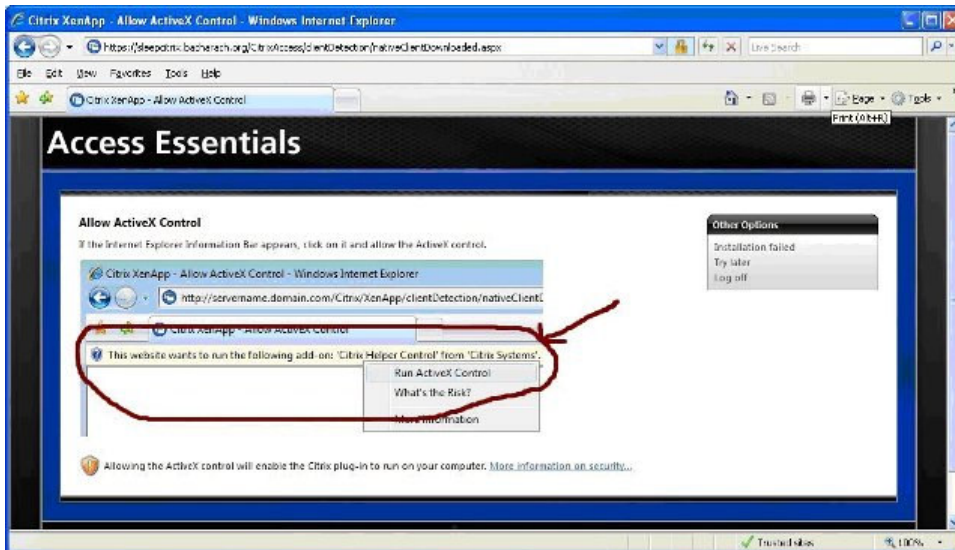 Citrix XenApp - Allow ActiveX Control - Windows Internet Explorer
Live Search
File Edit View Favorites Tools Help
Citrix XenApp - Allow ActiveX Control
Page Tools
Print (Alt+R)
Access Essentials
Allow ActiveX Control
If the Internet Explorer Information Bar appears, click on it and allow the ActiveX control.
Citrix XenApp - Allow ActiveX Control - Windows Internet Explorer
http://servername.domain.com/Citrix/XenApp/clientDetection/nativeClientD
Citrix XenApp - Allow ActiveX Control
This website wants to run the following add-on: 'Citrix Helper Control' from 'Citrix Systems'.
Run ActiveX Control
What's the Risk?
More Information
Allowing the ActiveX control will enable the Citrix plug-in to run on your computer. More information on security...
Other Options
Installation failed
Try later
Log off
Trusted sites
100%